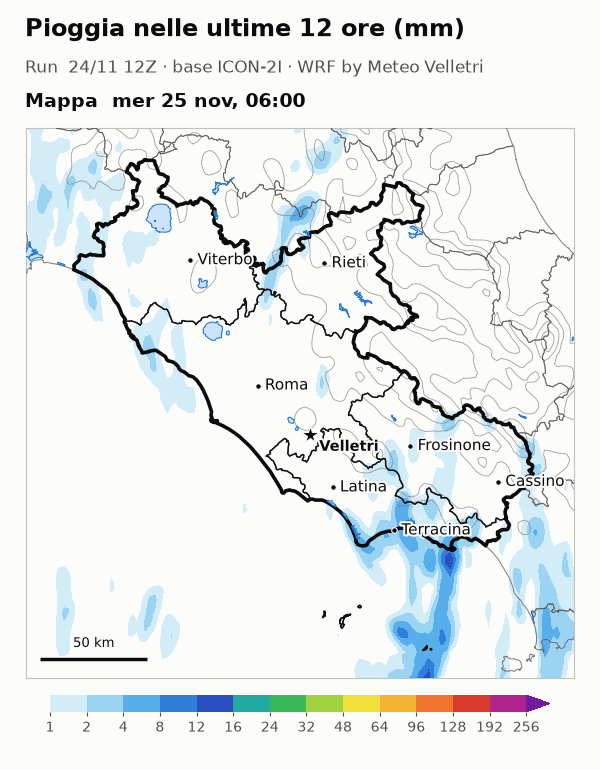 Pioggia nelle ultime 12 ore (mm)
Run  24/11 12Z · base ICON-2I · WRF by Meteo Velletri
Mappa  mer 25 nov, 06:00
Viterbo
Rieti
Roma
Velletri
Frosinone
Cassino
Latina
Terracina
50 km
1 2 4 8 12 16 24 32 48 64 96 128 192 256